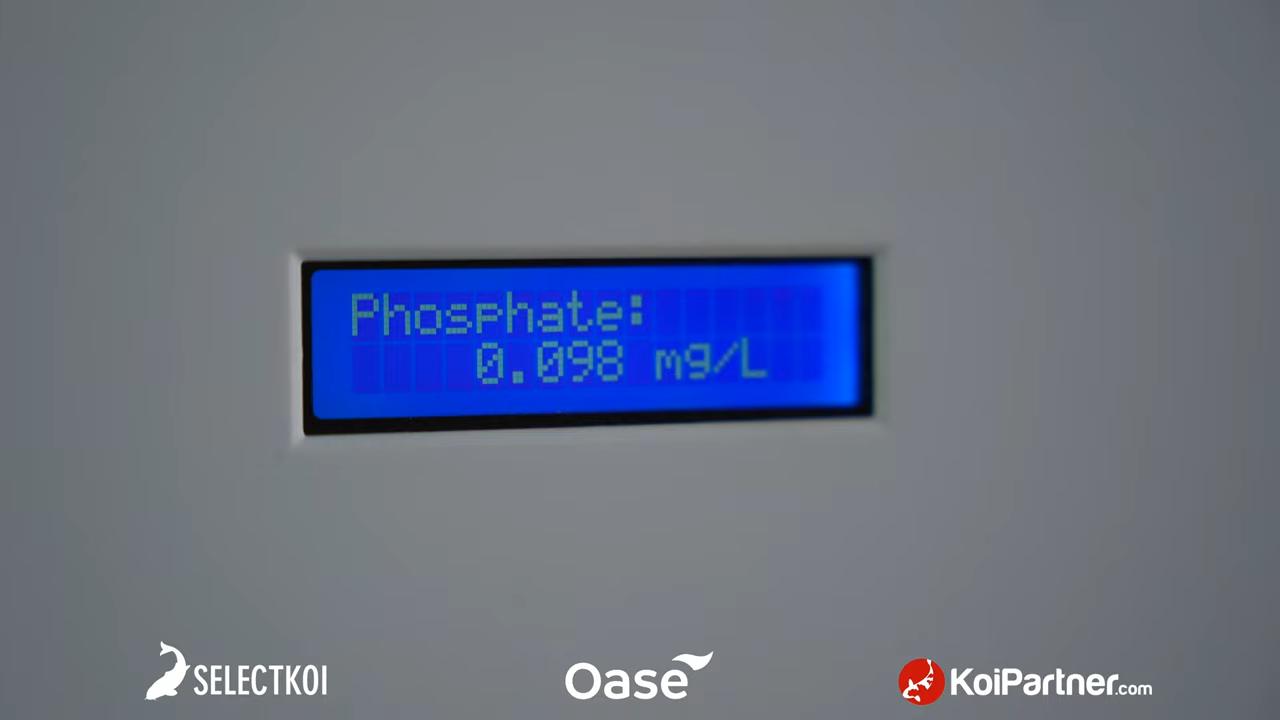 Phosphate:
0.098 mg/L
SELECTKOI
Oase
KoiPartner.com